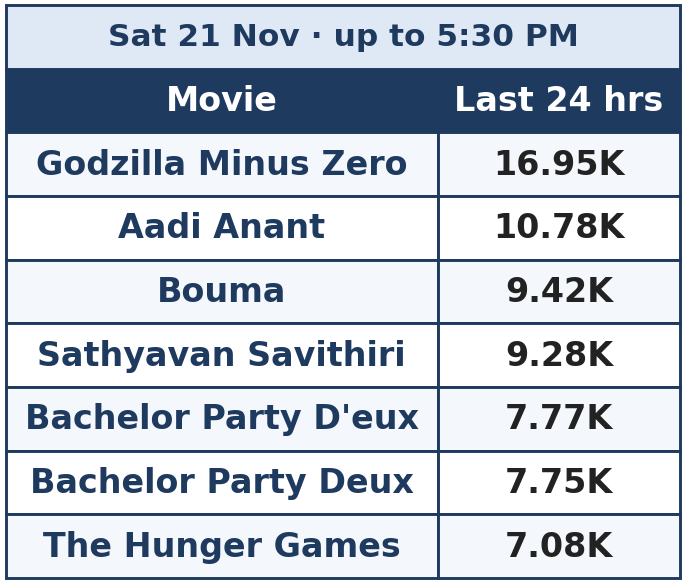 Sat 21 Nov · up to 5:30 PM
Movie Last 24 hrs
Godzilla Minus Zero 16.95K
Aadi Anant 10.78K
Bouma 9.42K
Sathyavan Savithiri 9.28K
Bachelor Party D'eux 7.77K
Bachelor Party Deux 7.75K
The Hunger Games 7.08K